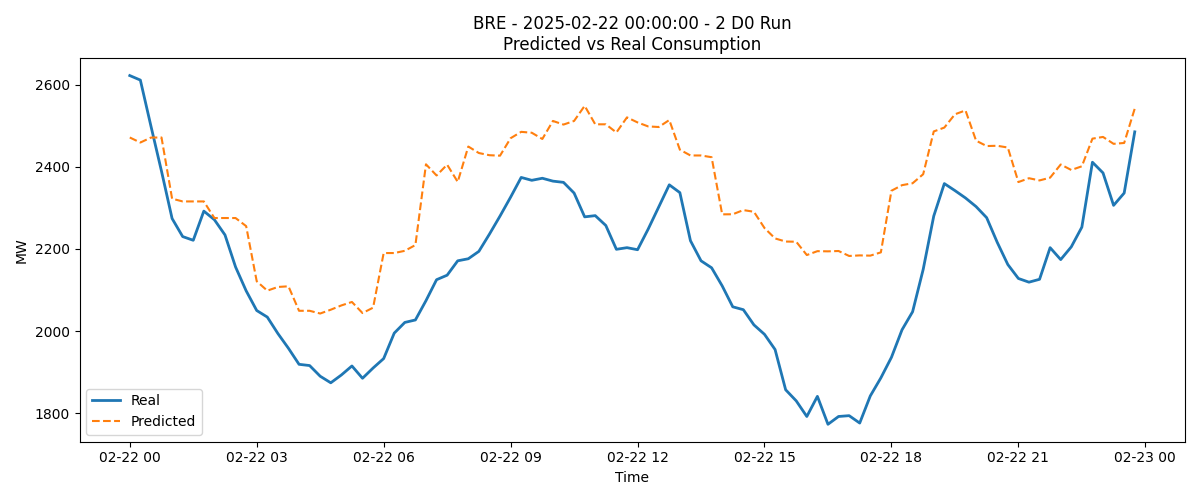 BRE - 2025-02-22 00:00:00 - 2 D0 Run
Predicted vs Real Consumption
MW
2600
2400
2200
2000
1800
Real
Predicted
02-22 00
02-22 03
02-22 06
02-22 09
02-22 12
02-22 15
02-22 18
02-22 21
02-23 00
Time